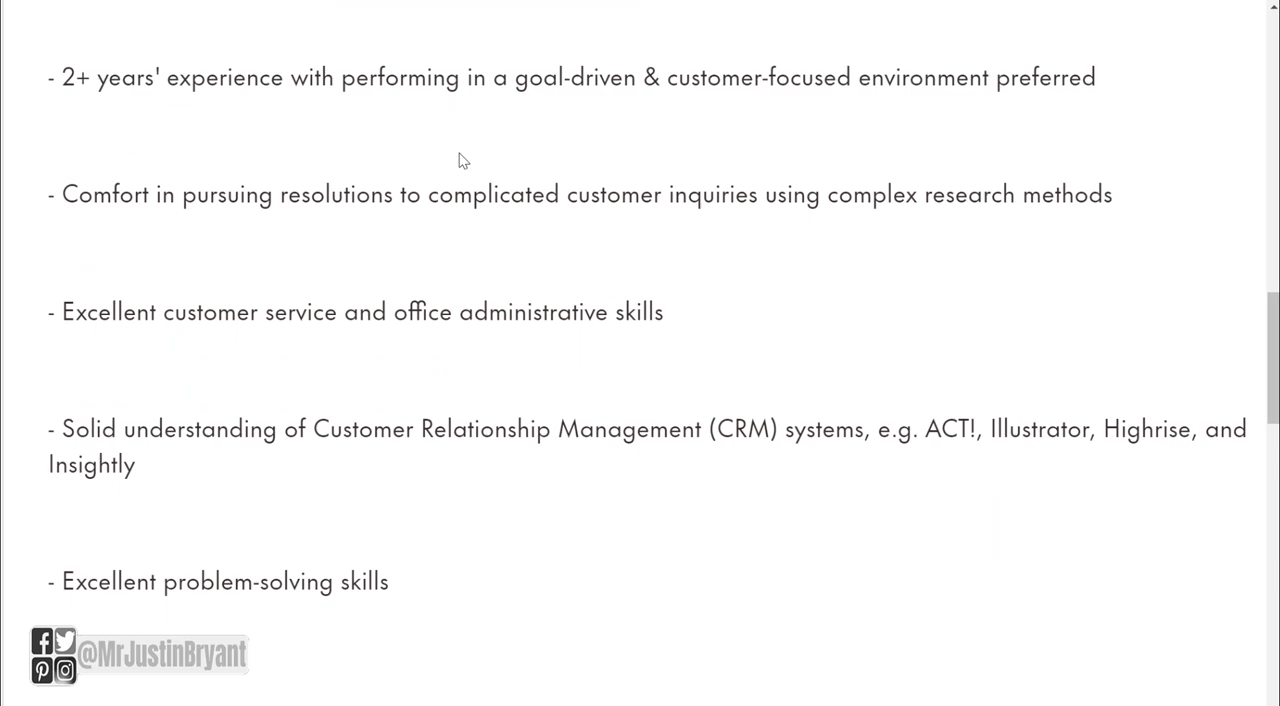 - 2+ years' experience with performing in a goal-driven & customer-focused environment preferred
- Comfort in pursuing resolutions to complicated customer inquiries using complex research methods
- Excellent customer service and office administrative skills
- Solid understanding of Customer Relationship Management (CRM) systems, e.g. ACT!, Illustrator, Highrise, and
Insightly
- Excellent problem-solving skills
@MrJustinBryant